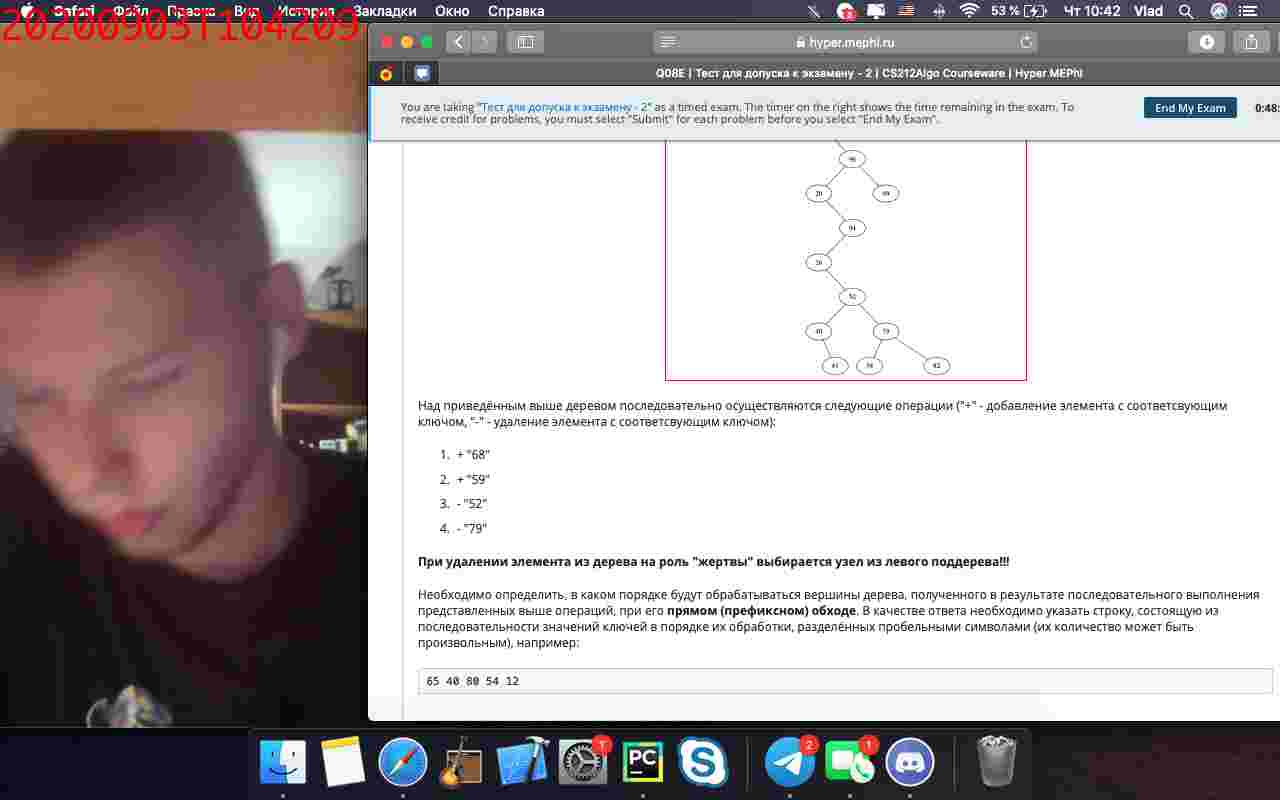 20200903T104209
Safari Файл Правка Вид История Закладки Окно Справка
53 % Чт 10:42 Vlad
hyper.mephi.ru
Q08E | Тест для допуска к экзамену - 2 | CS212Algo Courseware | Hyper.MEPhI
You are taking "Тест для допуска к экзамену - 2" as a timed exam. The timer on the right shows the time remaining in the exam. To
receive credit for problems, you must select "Submit" for each problem before you select "End My Exam".
End My Exam
0:48:
20
50
79
41
Над приведённым выше деревом последовательно осуществляются следующие операции ("+" - добавление элемента с соответсвующим
ключом, "-" - удаление элемента с соответсвующим ключом):
1. + "68"
2. + "59"
3. - "52"
4. - "79"
При удалении элемента из дерева на роль "жертвы" выбирается узел из левого поддерева!!!
Необходимо определить, в каком порядке будут обрабатываться вершины дерева, полученного в результате последовательного выполнения
представленных выше операций, при его прямом (префиксном) обходе. В качестве ответа необходимо указать строку, состоящую из
последовательности значений ключей в порядке их обработки, разделённых пробельными символами (их количество может быть
произвольным), например:
65 40 80 54 12
1
PC
2
1